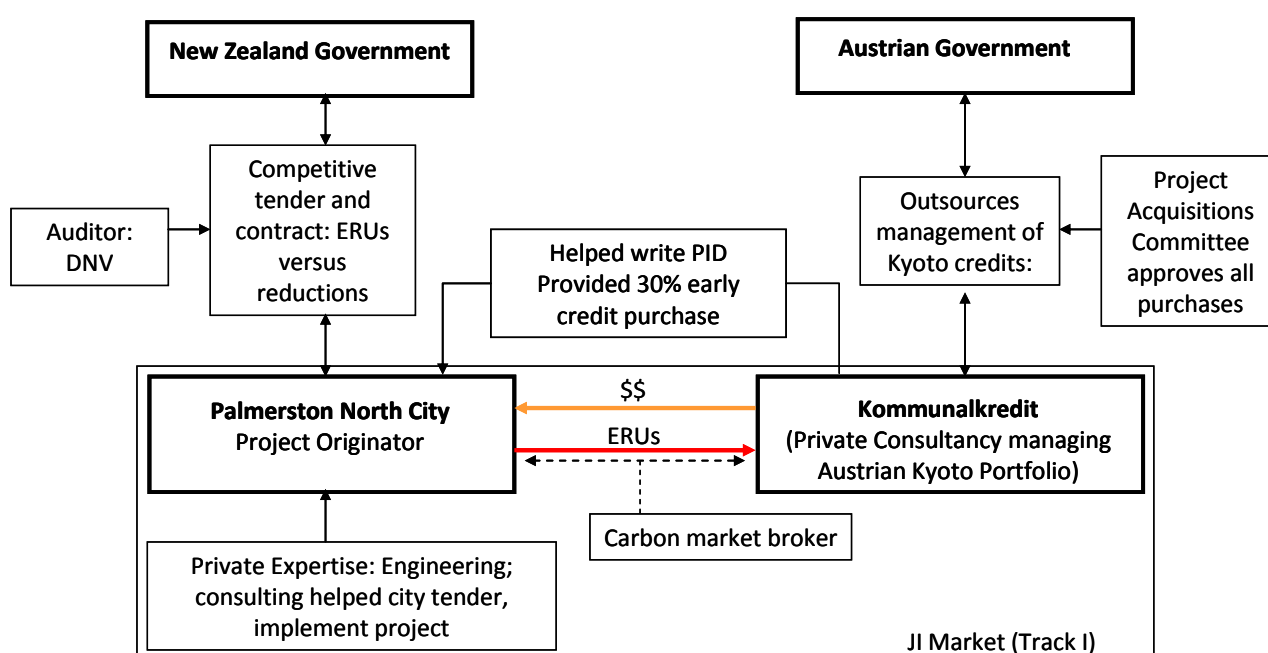 New Zealand Government
Austrian Government
Competitive
tender and
contract: ERUs
versus
reductions
Auditor:
DNV
Helped write PID
Provided 30% early
credit purchase
Outsources
management of
Kyoto credits:
Project
Acquisitions
Committee
approves all
purchases
Palmerston North City
Project Originator
$$
ERUs
Kommunalkredit
(Private Consultancy managing
Austrian Kyoto Portfolio)
Carbon market broker
Private Expertise: Engineering;
consulting helped city tender,
implement project
JI Market (Track I)